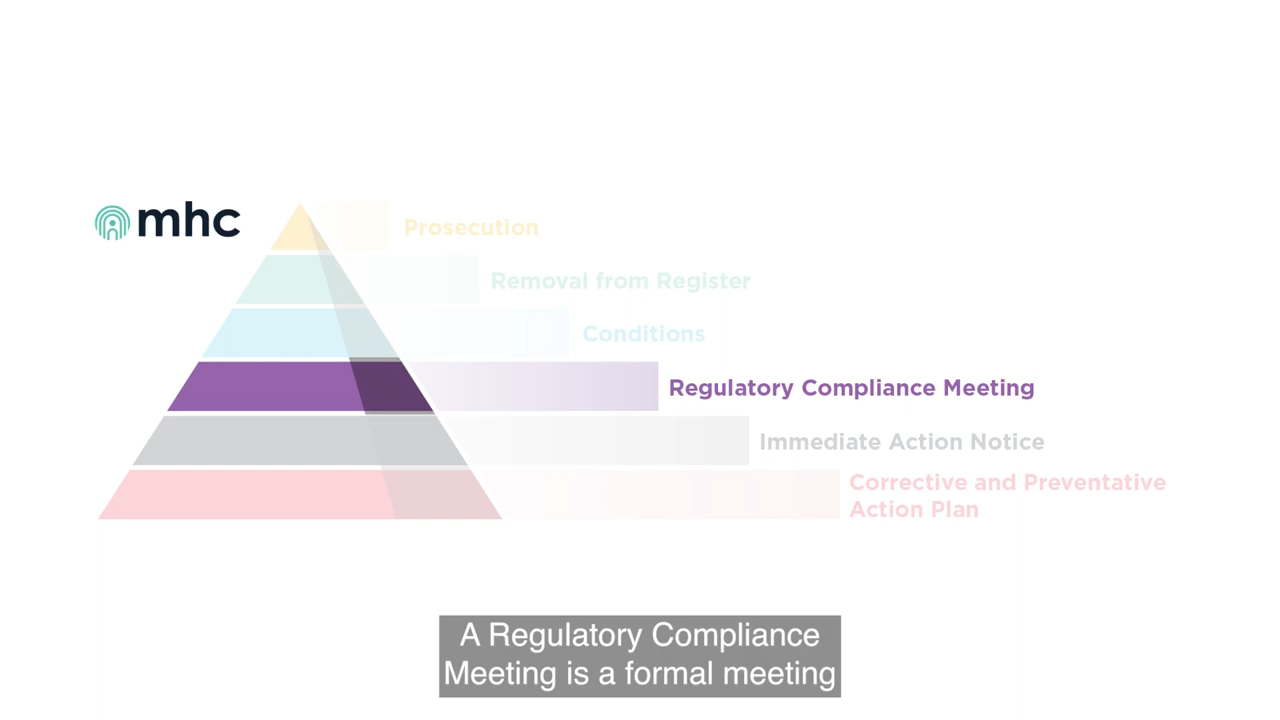 mhc
Prosecution
Removal from Register
Conditions
Regulatory Compliance Meeting
Immediate Action Notice
Corrective and Preventative
Action Plan
A Regulatory Compliance
Meeting is a formal meeting